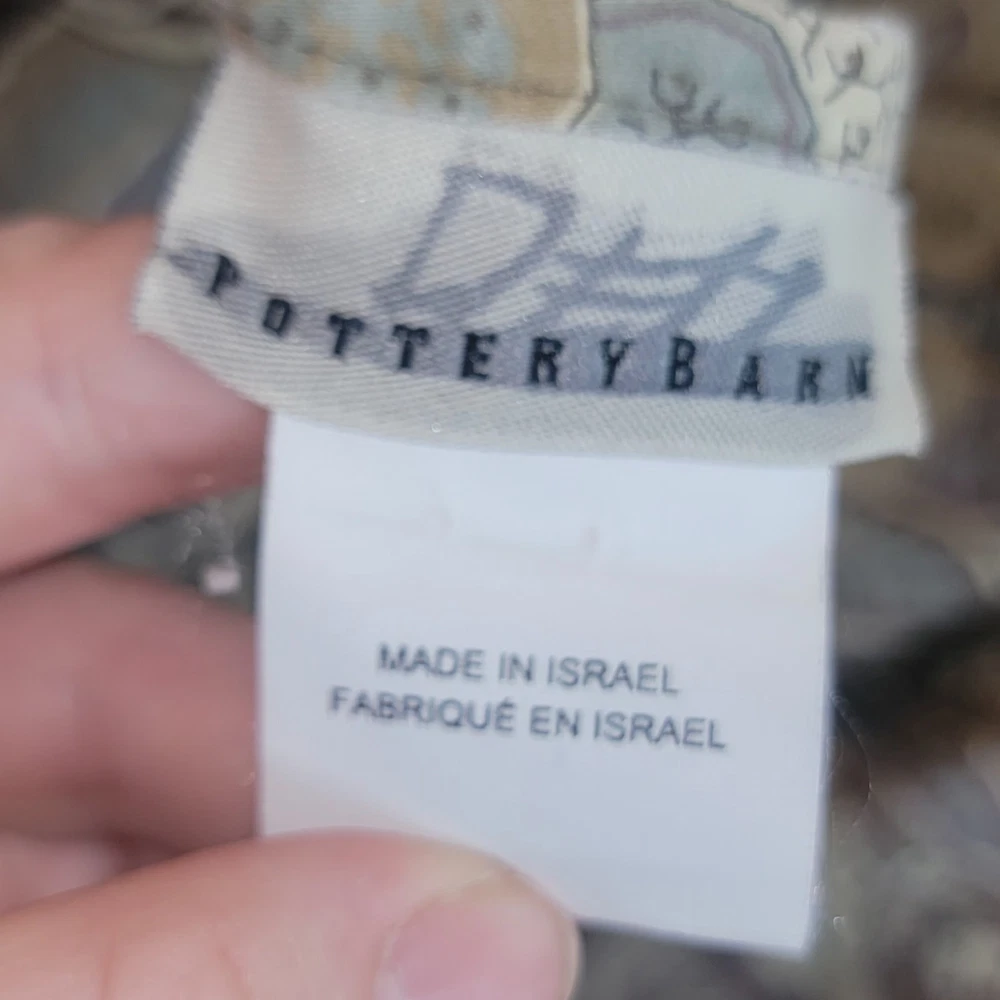 POTTERYBARN
MADE IN ISRAEL
FABRIQUÉ EN ISRAEL